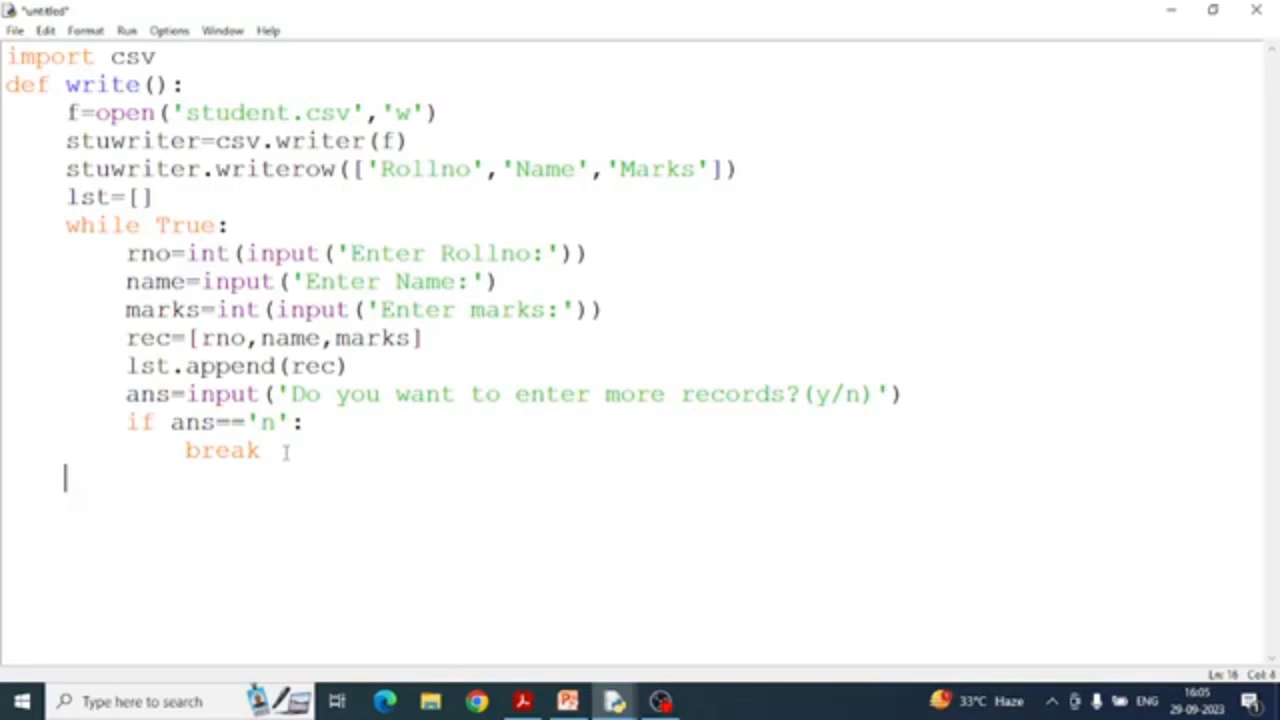 *untitled*
File Edit Format Run Options Window Help
import csv
def write():
    f=open('student.csv','w')
    stuwriter=csv.writer(f)
    stuwriter.writerow(['Rollno','Name','Marks'])
    lst=[]
    while True:
        rno=int(input('Enter Rollno:'))
        name=input('Enter Name:')
        marks=int(input('Enter marks:'))
        rec=[rno,name,marks]
        lst.append(rec)
        ans=input('Do you want to enter more records?(y/n)')
        if ans=='n':
            break
Ln: 16 Col: 4
Type here to search
33°C Haze
ENG
16:05
29-09-2023